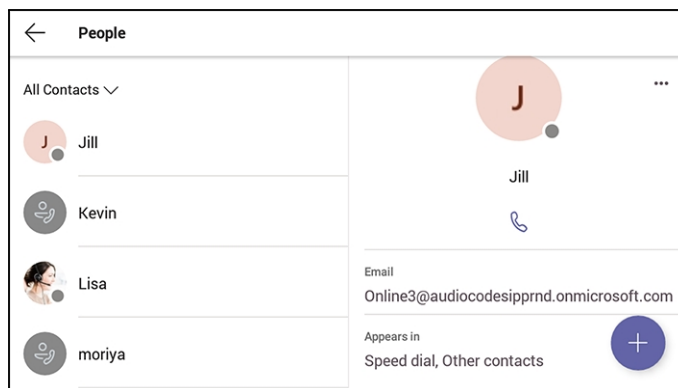 People
All Contacts
J
Jill
Kevin
Lisa
moriya
J
Jill
Email
Online3@audiocodesipprnd.onmicrosoft.com
Appears in
Speed dial, Other contacts